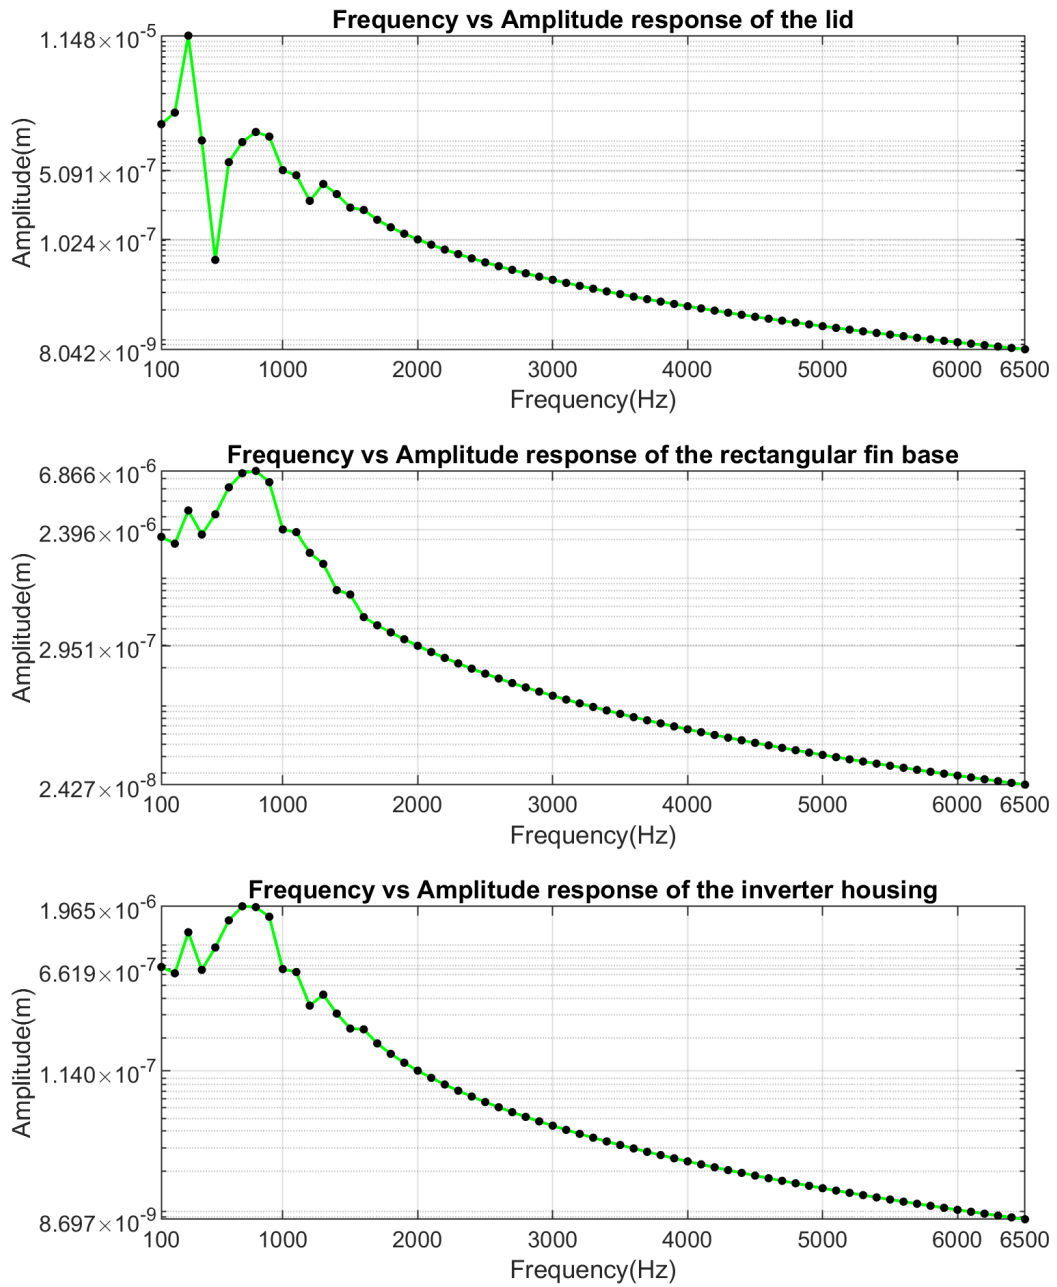 Frequency vs Amplitude response of the lid
1.148×10^-5
5.091×10^-7
1.024×10^-7
8.042×10^-9
Amplitude(m)
100 1000 2000 3000 4000 5000 6000 6500
Frequency(Hz)
Frequency vs Amplitude response of the rectangular fin base
6.866×10^-6
2.396×10^-6
2.951×10^-7
2.427×10^-8
Amplitude(m)
100 1000 2000 3000 4000 5000 6000 6500
Frequency(Hz)
Frequency vs Amplitude response of the inverter housing
1.965×10^-6
6.619×10^-7
1.140×10^-7
8.697×10^-9
Amplitude(m)
100 1000 2000 3000 4000 5000 6000 6500
Frequency(Hz)